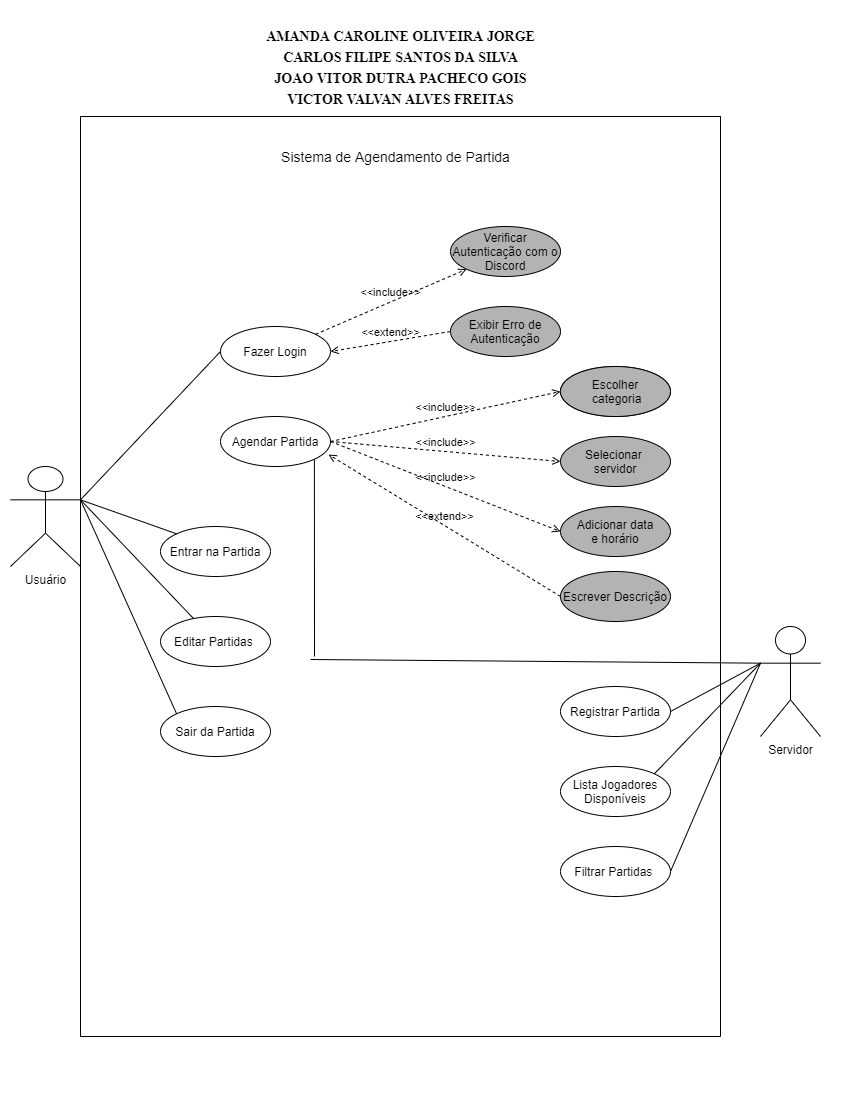 AMANDA CAROLINE OLIVEIRA JORGE
CARLOS FILIPE SANTOS DA SILVA
JOAO VITOR DUTRA PACHECO GOIS
VICTOR VALVAN ALVES FREITAS
Sistema de Agendamento de Partida
Verificar
Autenticação com o
Discord
<<include>>
Exibir Erro de
Autenticação
<<extend>>
Fazer Login
Escolher
categoria
<<include>>
Agendar Partida
<<include>>
Selecionar
servidor
<<include>>
Adicionar data
e horário
<<extend>>
Escrever Descrição
Usuário
Entrar na Partida
Editar Partidas
Sair da Partida
Registrar Partida
Servidor
Lista Jogadores
Disponíveis
Filtrar Partidas